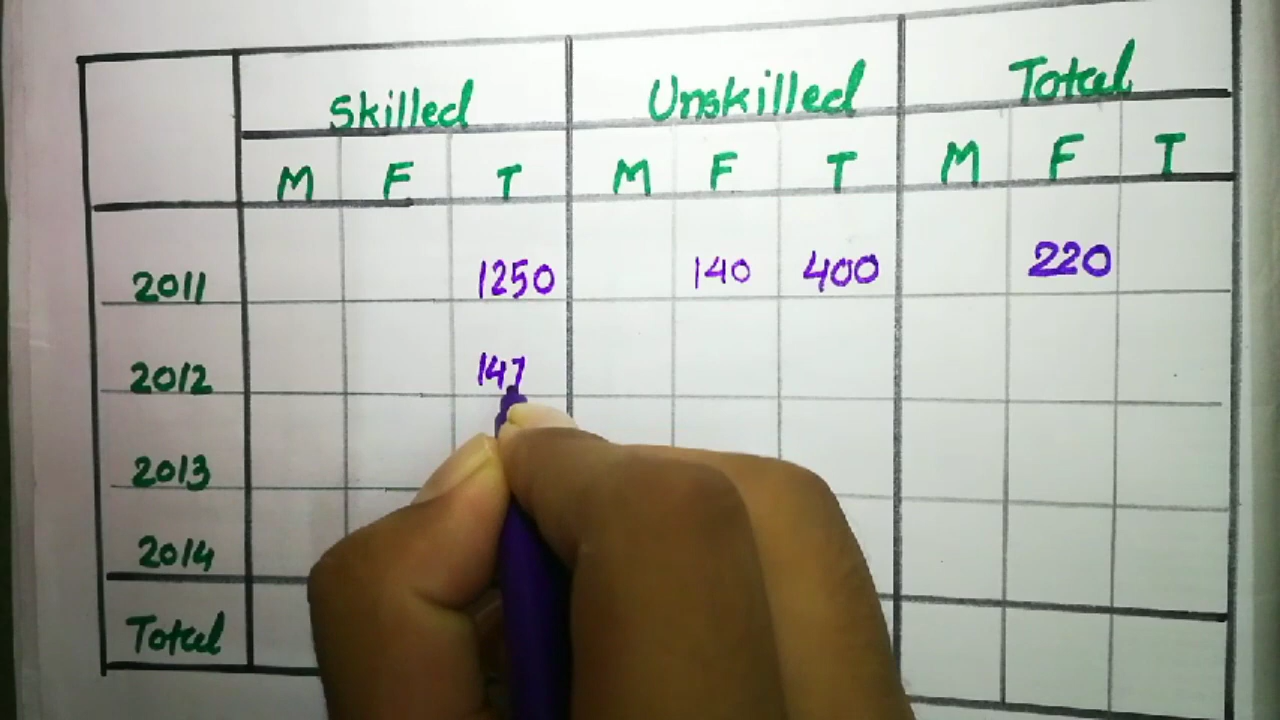 Skilled Unskilled Total
M F T M F T M F T
2011 1250 140 400 220
2012 147
2013
2014
Total